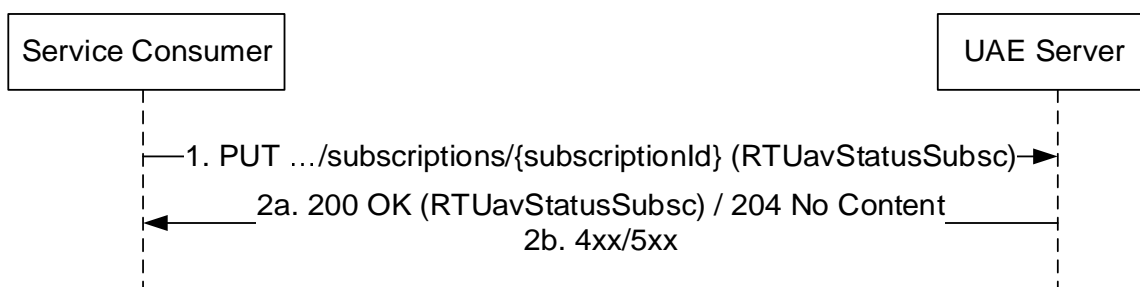 Service Consumer
UAE Server
1. PUT …/subscriptions/{subscriptionId} (RTUavStatusSubsc)
2a. 200 OK (RTUavStatusSubsc) / 204 No Content
2b. 4xx/5xx